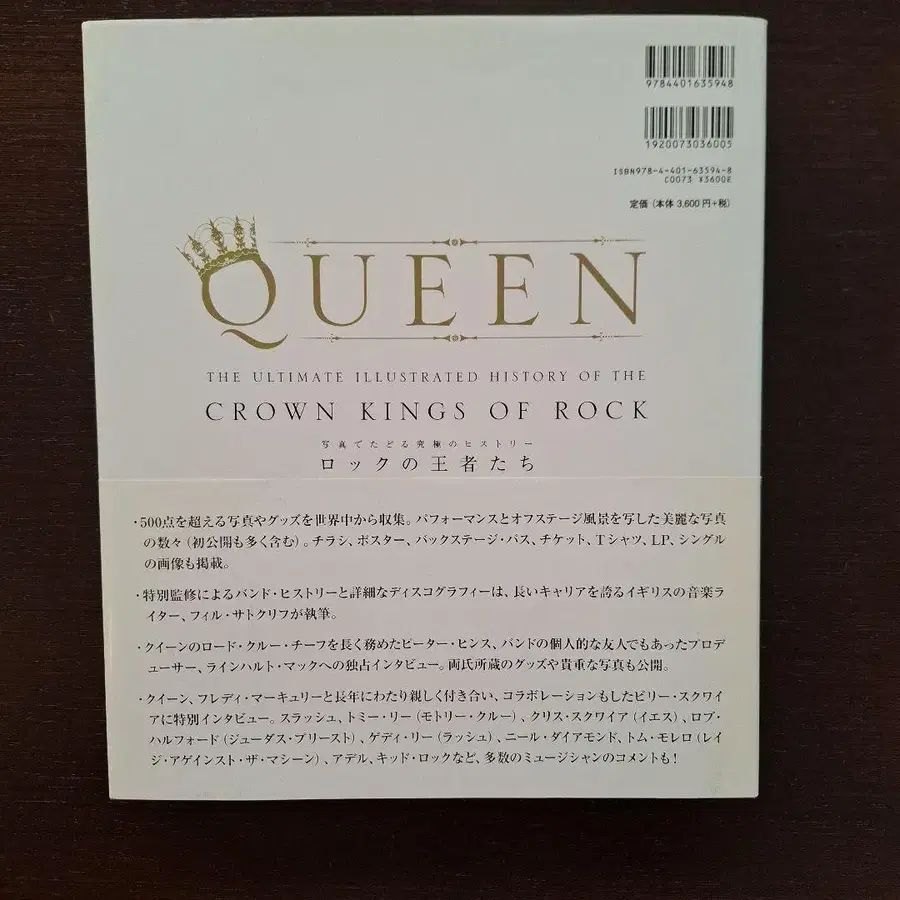 9784401635948
1920073036005
ISBN978-4-401-63594-8
C0073 ¥3600E
定価（本体 3,600 円+税）
QUEEN
THE ULTIMATE ILLUSTRATED HISTORY OF THE
CROWN KINGS OF ROCK
写真でたどる究極のヒストリー
ロックの王者たち
・500点を超える写真やグッズを世界中から収集。パフォーマンスとオフステージ風景を写した美麗な写真
の数々（初公開も多く含む）。チラシ、ポスター、バックステージ・パス、チケット、Tシャツ、LP、シングル
の画像も掲載。
・特別監修によるバンド・ヒストリーと詳細なディスコグラフィーは、長いキャリアを誇るイギリスの音楽ラ
イター、フィル・サトクリフが執筆。
・クイーンのロード・クルー・チーフを長く務めたピーター・ヒンス、バンドの個人的な友人でもあったプロデ
ューサー、ラインハルト・マックへの独占インタビュー。両氏所蔵のグッズや貴重な写真も公開。
・クイーン、フレディ・マーキュリーと長年にわたり親しく付き合い、コラボレーションもしたビリー・スクワイ
アに特別インタビュー。スラッシュ、トミー・リー（モトリー・クルー）、クリス・スクワイア（イエス）、ロブ・
ハルフォード（ジューダス・プリースト）、ゲディ・リー（ラッシュ）、ニール・ダイアモンド、トム・モレロ（レイ
ジ・アゲインスト・ザ・マシーン）、アデル、キッド・ロックなど、多数のミュージシャンのコメントも！